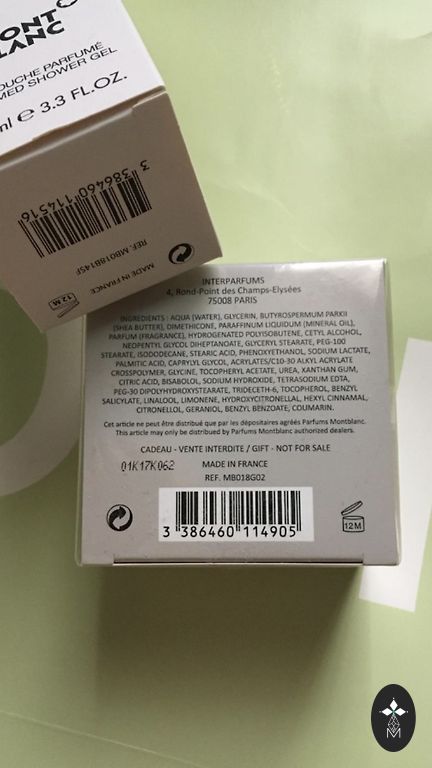 ONT
BLANC
OUCHE PARFUMÉ
MED SHOWER GEL
ml e 3.3 FL.OZ.
3 386460 114516
REF. MB018B14SF
MADE IN FRANCE
12 M
INTERPARFUMS
4, Rond-Point des Champs-Elysées
75008 PARIS
INGREDIENTS : AQUA (WATER), GLYCERIN, BUTYROSPERMUM PARKII
(SHEA BUTTER), DIMETHICONE, PARAFFINUM LIQUIDUM (MINERAL OIL),
PARFUM (FRAGRANCE), HYDROGENATED POLYISOBUTENE, CETYL ALCOHOL,
NEOPENTYL GLYCOL DIHEPTANOATE, GLYCERYL STEARATE, PEG-100
STEARATE, ISODODECANE, STEARIC ACID, PHENOXYETHANOL, SODIUM LACTATE,
PALMITIC ACID, CAPRYLYL GLYCOL, ACRYLATES/C10-30 ALKYL ACRYLATE
CROSSPOLYMER, GLYCINE, TOCOPHERYL ACETATE, UREA, XANTHAN GUM,
CITRIC ACID, BISABOLOL, SODIUM HYDROXIDE, TETRASODIUM EDTA,
PEG-30 DIPOLYHYDROXYSTEARATE, TRIDECETH-6, TOCOPHEROL, BENZYL
SALICYLATE, LINALOOL, LIMONENE, HYDROXYCITRONELLAL, HEXYL CINNAMAL,
CITRONELLOL, GERANIOL, BENZYL BENZOATE, COUMARIN.
Cet article ne peut être distribué que par les dépositaires agréés Parfums Montblanc.
This article may only be distributed by Parfums Montblanc authorized dealers.
CADEAU - VENTE INTERDITE / GIFT - NOT FOR SALE
01K17K062 MADE IN FRANCE
REF. MB018G02
3 386460 114905
12 M
M